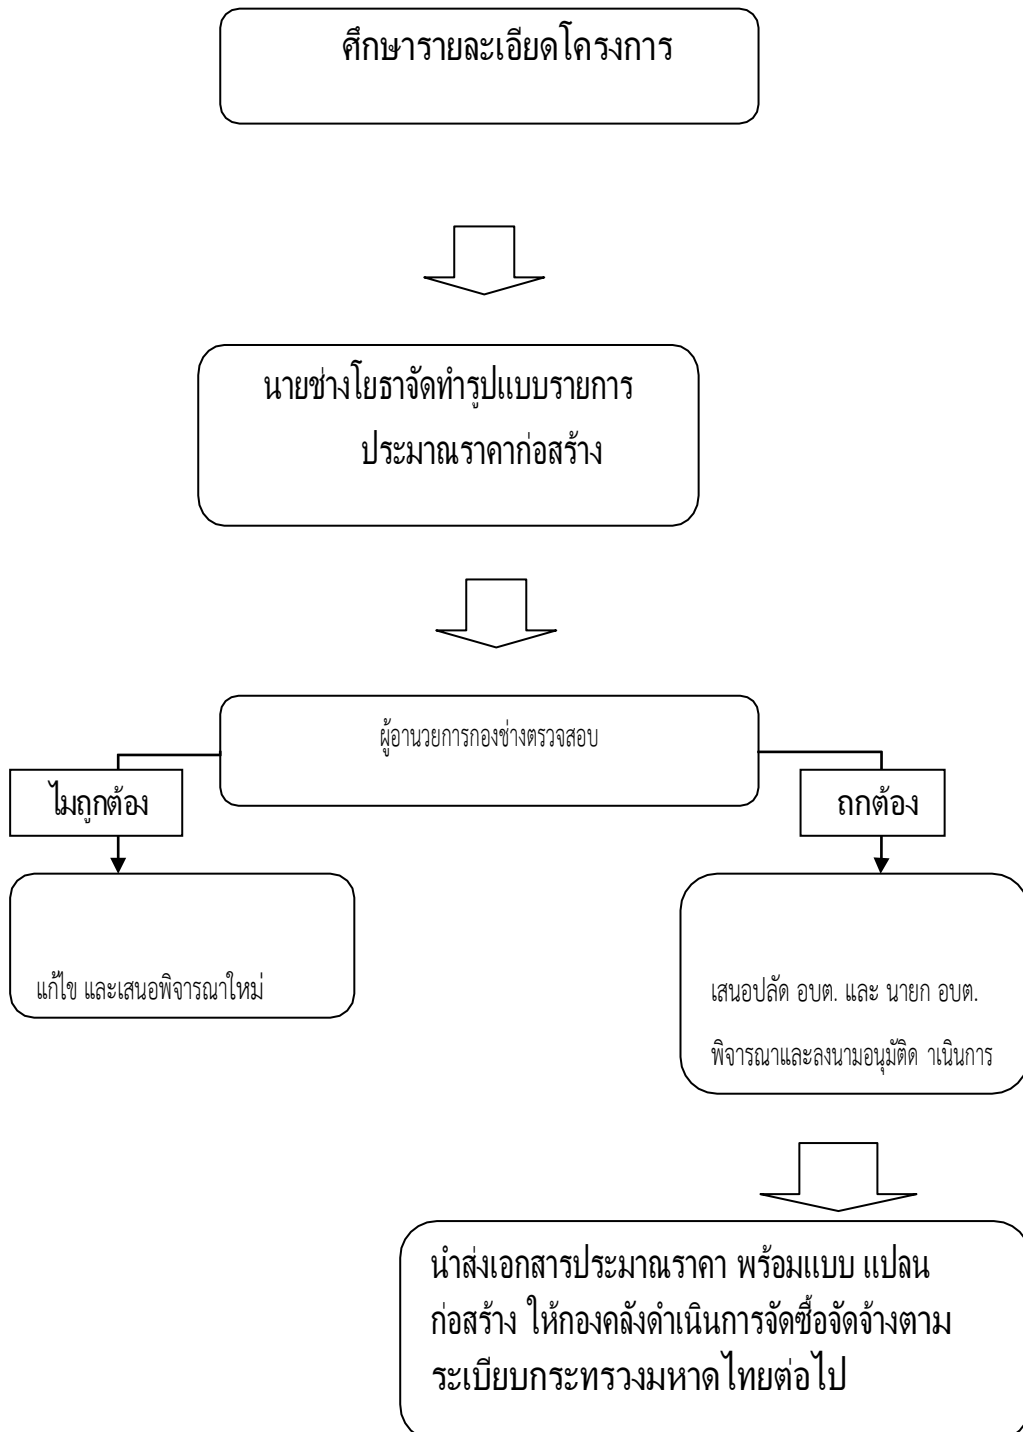 ศึกษารายละเอียดโครงการ
นายช่างโยธาจัดทำรูปแบบรายการ
ประมาณราคาก่อสร้าง
ผู้อานวยการกองช่างตรวจสอบ
ไมถูกต้อง
ถกต้อง
แก้ไข และเสนอพิจารณาใหม่
เสนอปลัด อบต. และ นายก อบต.
พิจารณาและลงนามอนุมัติด าเนินการ
นำส่งเอกสารประมาณราคา พร้อมแบบ แปลน
ก่อสร้าง ให้กองคลังดำเนินการจัดซื้อจัดจ้างตาม
ระเบียบกระทรวงมหาดไทยต่อไป